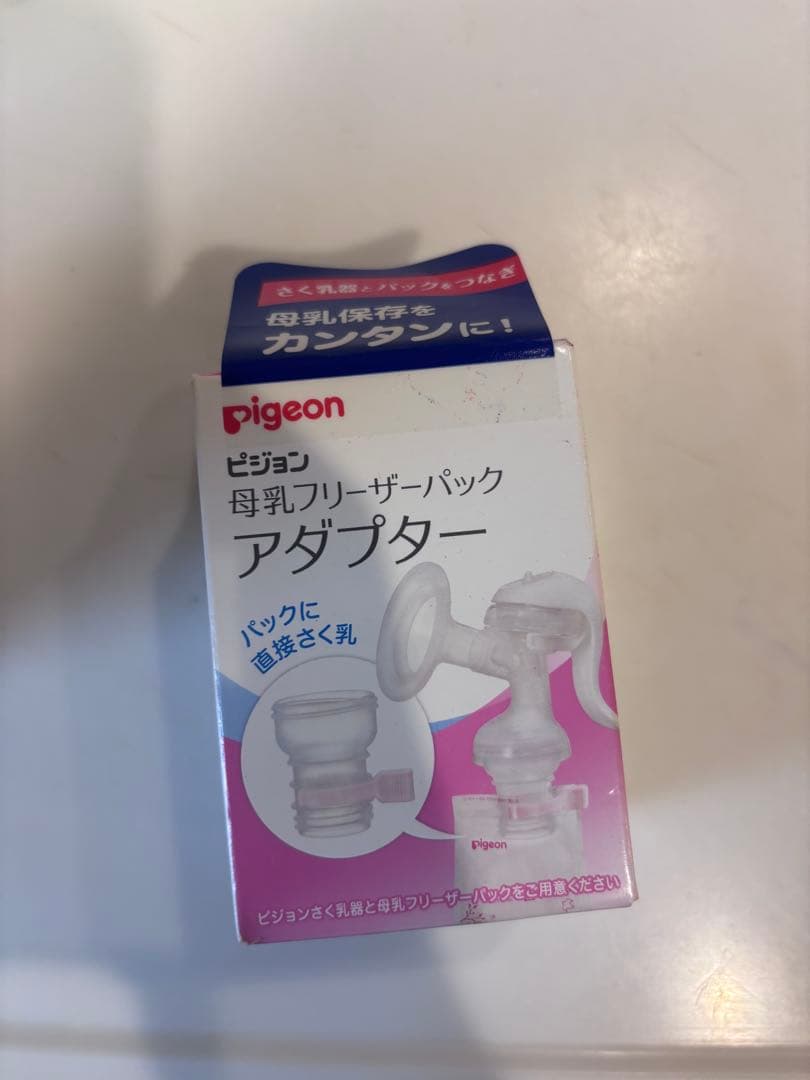 さく乳器とパックをつなぎ
母乳保存を
カンタンに!
Pigeon
ピジョン
母乳フリーザーパック
アダプター
パックに
直接さく乳
Pigeon
ピジョンさく乳器と母乳フリーザーパックをご用意ください